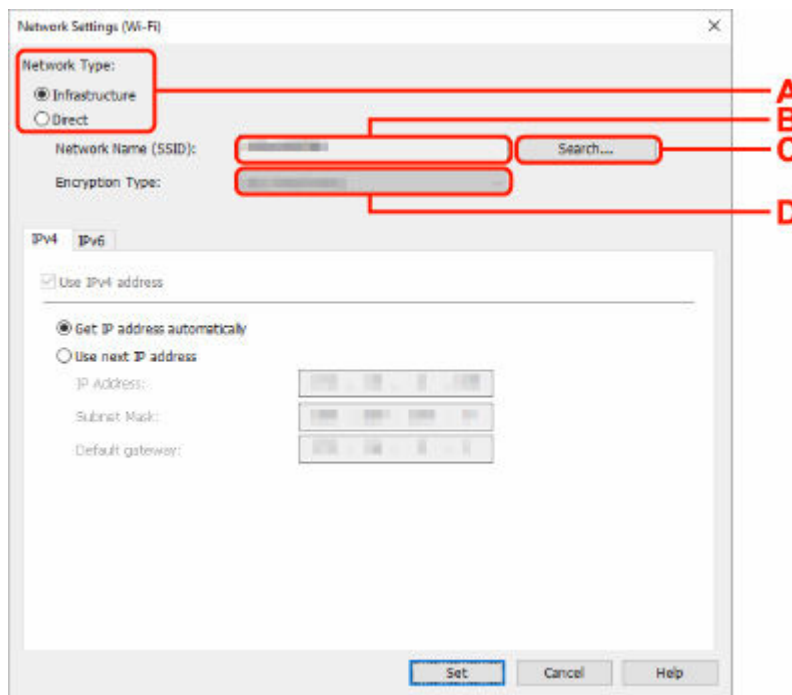 Network Settings (Wi-Fi)
Network Type:
Infrastructure
A
Direct
B
Network Name (SSID):
Search...
C
Encryption Type:
D
IPv4 IPv6
Use IPv4 address
Get IP address automatically
Use next IP address
IP Address:
Subnet Mask:
Default gateway:
Set Cancel Help